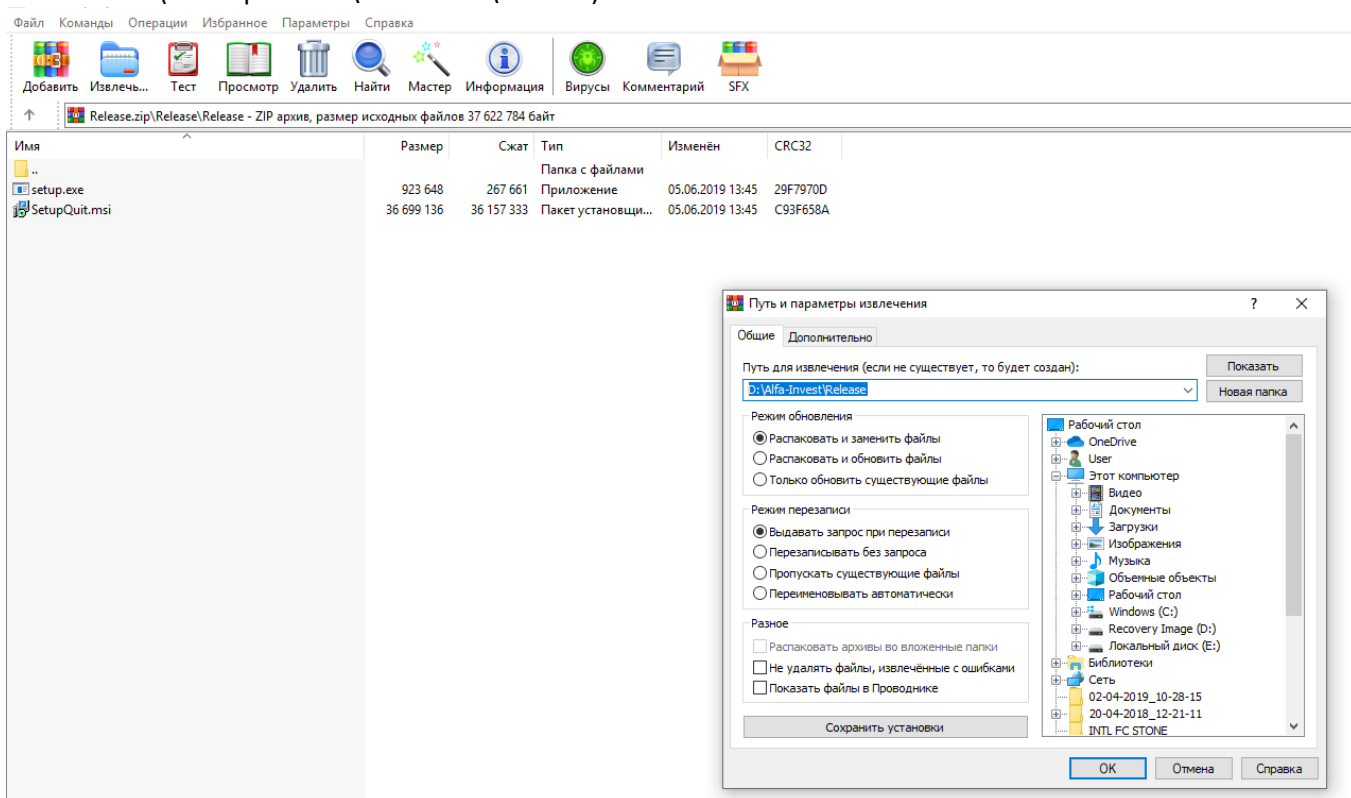 Файл Команды Операции Избранное Параметры Справка
Добавить Извлечь... Тест Просмотр Удалить Найти Мастер Информация Вирусы Комментарий SFX
Release.zip\Release\Release - ZIP архив, размер исходных файлов 37 622 784 байт
Имя Размер Сжат Тип Изменён CRC32
.. Папка с файлами
setup.exe 923 648 267 661 Приложение 05.06.2019 13:45 29F7970D
SetupQuit.msi 36 699 136 36 157 333 Пакет установщи... 05.06.2019 13:45 C93F658A
Путь и параметры извлечения ?
Общие Дополнительно
Путь для извлечения (если не существует, то будет создан):
Показать
D:\Alfa-Invest\Release
Новая папка
Режим обновления
Распаковать и заменить файлы
Распаковать и обновить файлы
Только обновить существующие файлы
Режим перезаписи
Выдавать запрос при перезаписи
Перезаписывать без запроса
Пропускать существующие файлы
Переименовывать автоматически
Разное
Распаковать архивы во вложенные папки
Не удалять файлы, извлечённые с ошибками
Показать файлы в Проводнике
Сохранить установки
Рабочий стол
OneDrive
User
Этот компьютер
Видео
Документы
Загрузки
Изображения
Музыка
Объемные объекты
Рабочий стол
Windows (C:)
Recovery Image (D:)
Локальный диск (E:)
Библиотеки
Сеть
02-04-2019_10-28-15
20-04-2018_12-21-11
INTL FC STONE
OK Отмена Справка